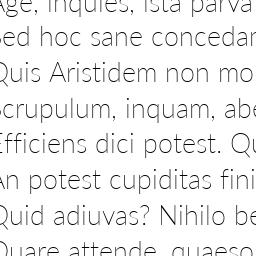 Age, inquies, ista parva
Sed hoc sane concedan
Quis Aristidem non mo
Scrupulum, inquam, abe
Efficiens dici potest. Qu
An potest cupiditas fini
Quid adiuvas? Nihilo be
Quare attende, quaeso